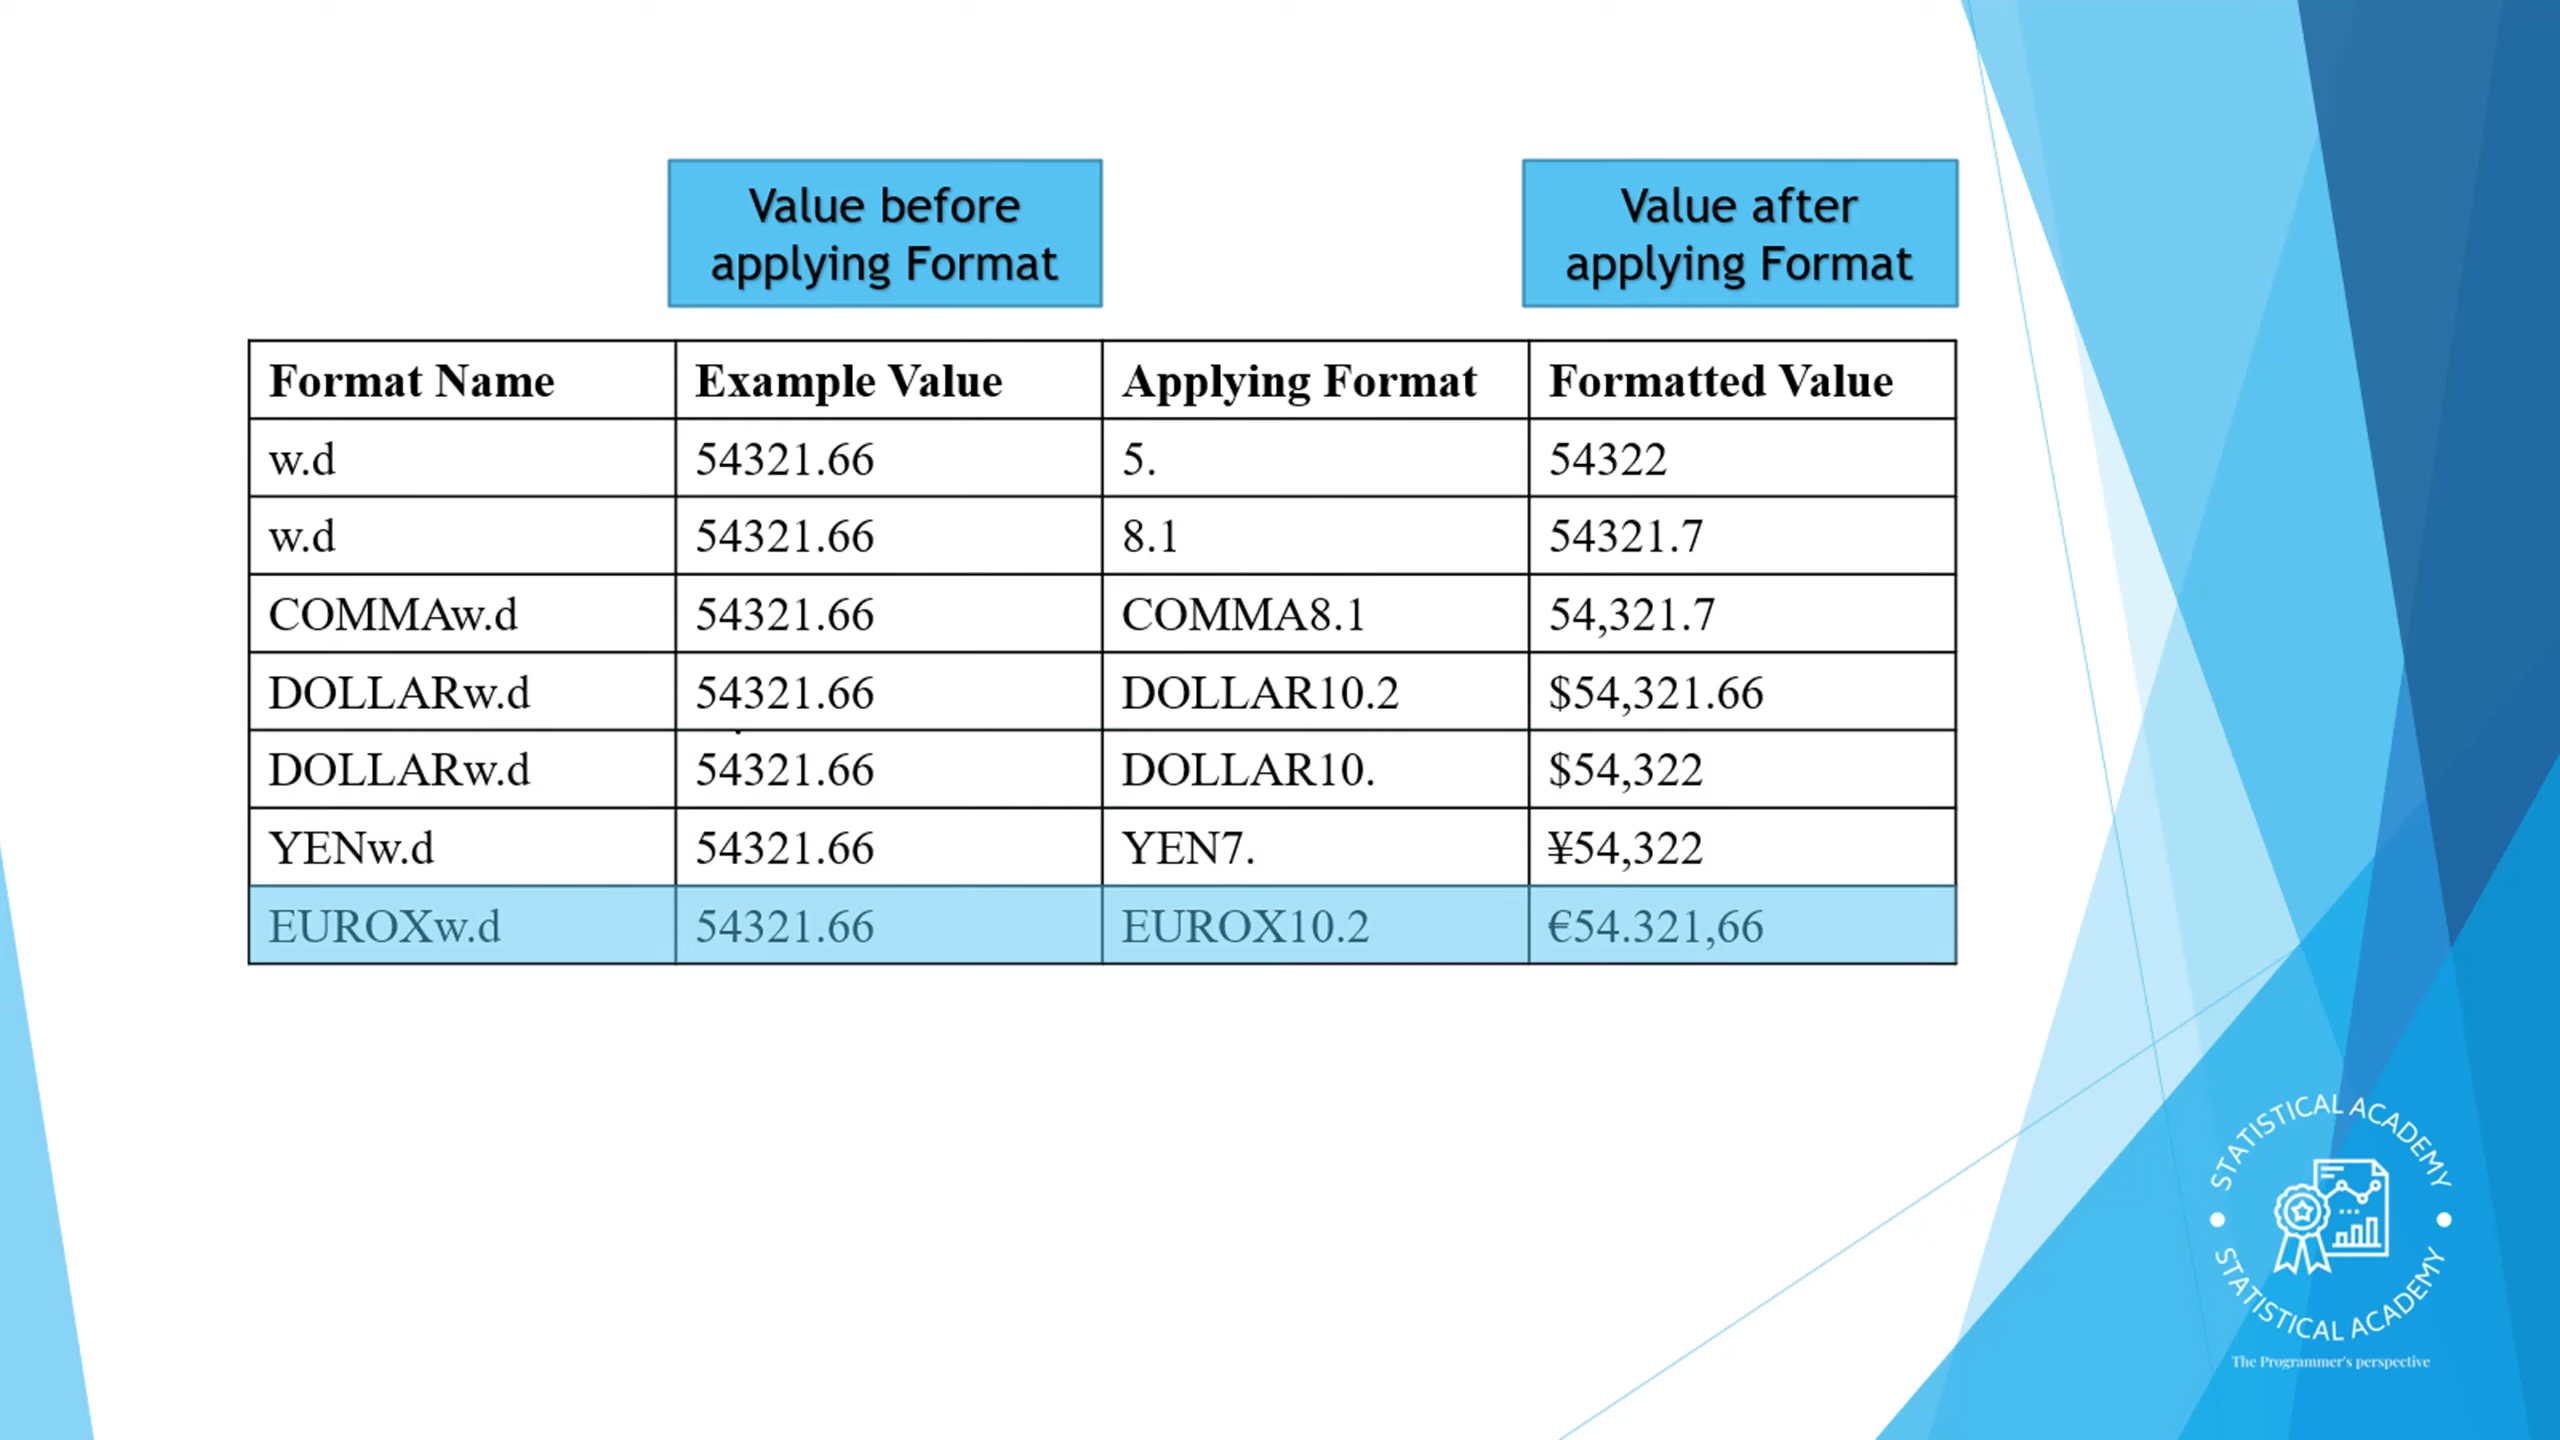 Value before
applying Format
Value after
applying Format
Format Name Example Value Applying Format Formatted Value
w.d 54321.66 5. 54322
w.d 54321.66 8.1 54321.7
COMMAw.d 54321.66 COMMA8.1 54,321.7
DOLLARw.d 54321.66 DOLLAR10.2 $54,321.66
DOLLARw.d 54321.66 DOLLAR10. $54,322
YENw.d 54321.66 YEN7. ¥54,322
EUROXw.d 54321.66 EUROX10.2 €54.321,66
STATISTICAL ACADEMY
STATISTICAL ACADEMY
The Programmer's perspective